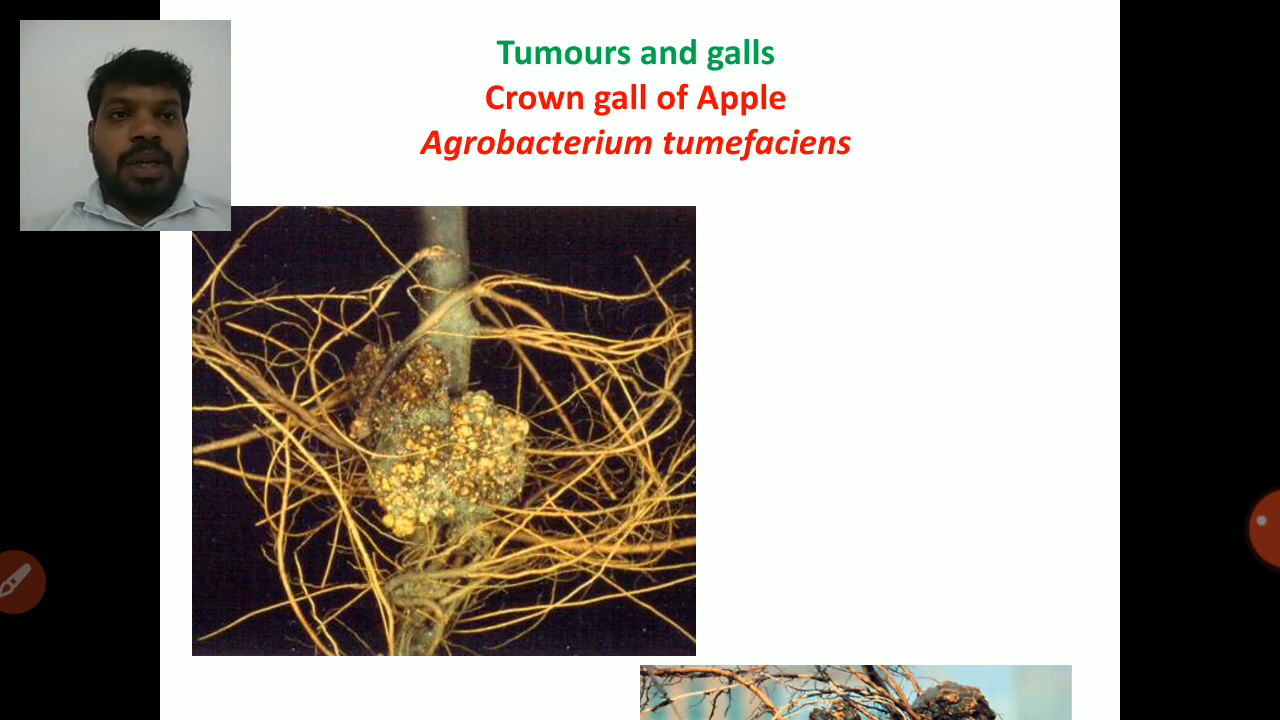 Tumours and galls
Crown gall of Apple
Agrobacterium tumefaciens